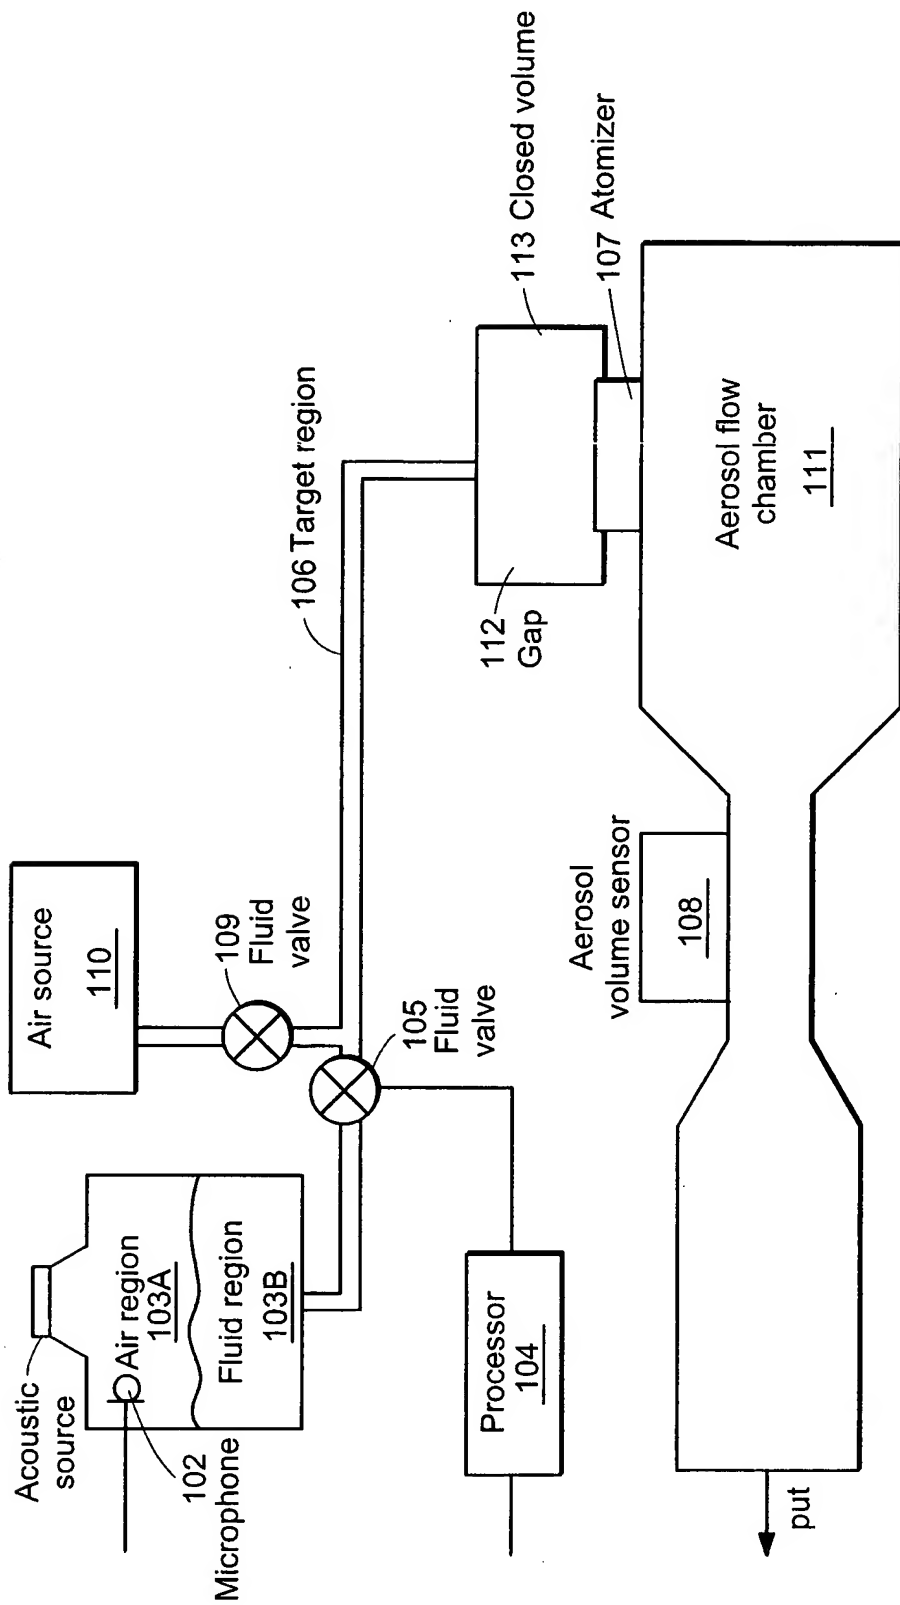 Acoustic
source
102
Microphone
Air region
103A
Fluid region
103B
Air source
110
109
Fluid
valve
105
Fluid
valve
Processor
104
106 Target region
112
Gap
113 Closed volume
107 Atomizer
Aerosol
volume sensor
108
Aerosol flow
chamber
111
put